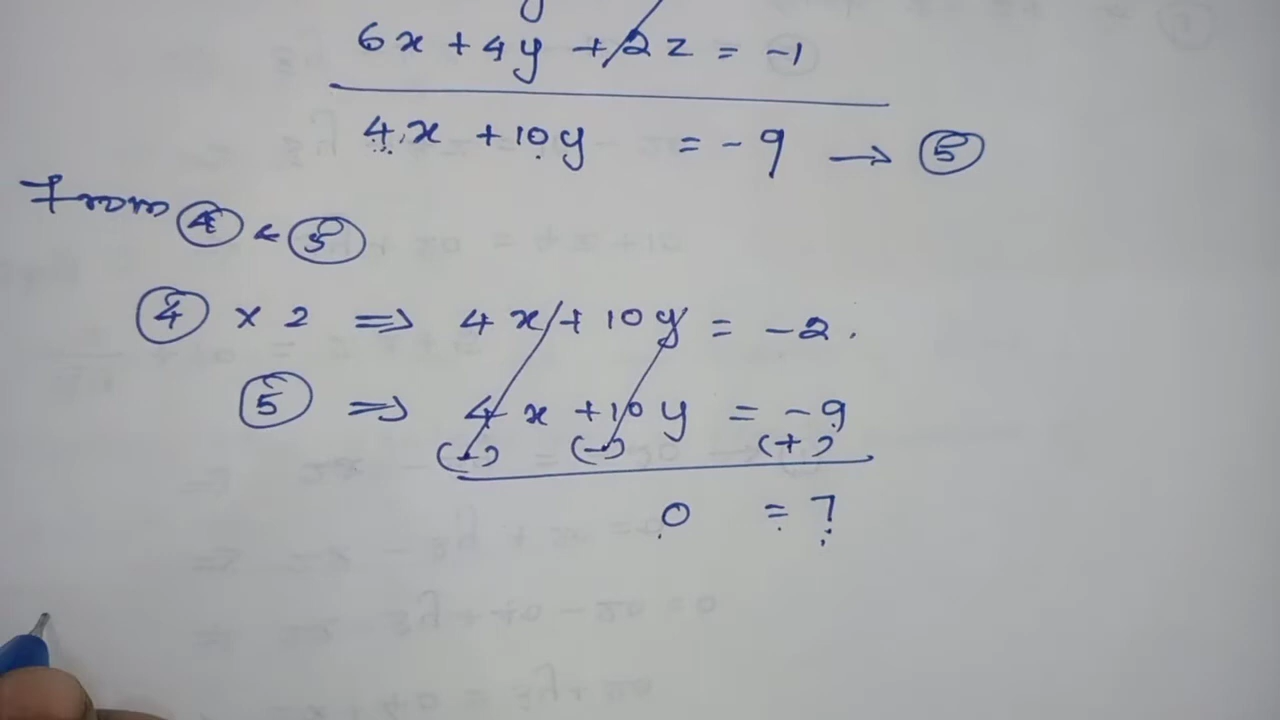 6x + 4y + 2z = -1
4x + 10y = -9 → ⑤
From ④ & ⑤
④ × 2 ⇒ 4x + 10y = -2.
⑤ ⇒ 4x + 10y = -9
(-) (-) (+)
0 = 7